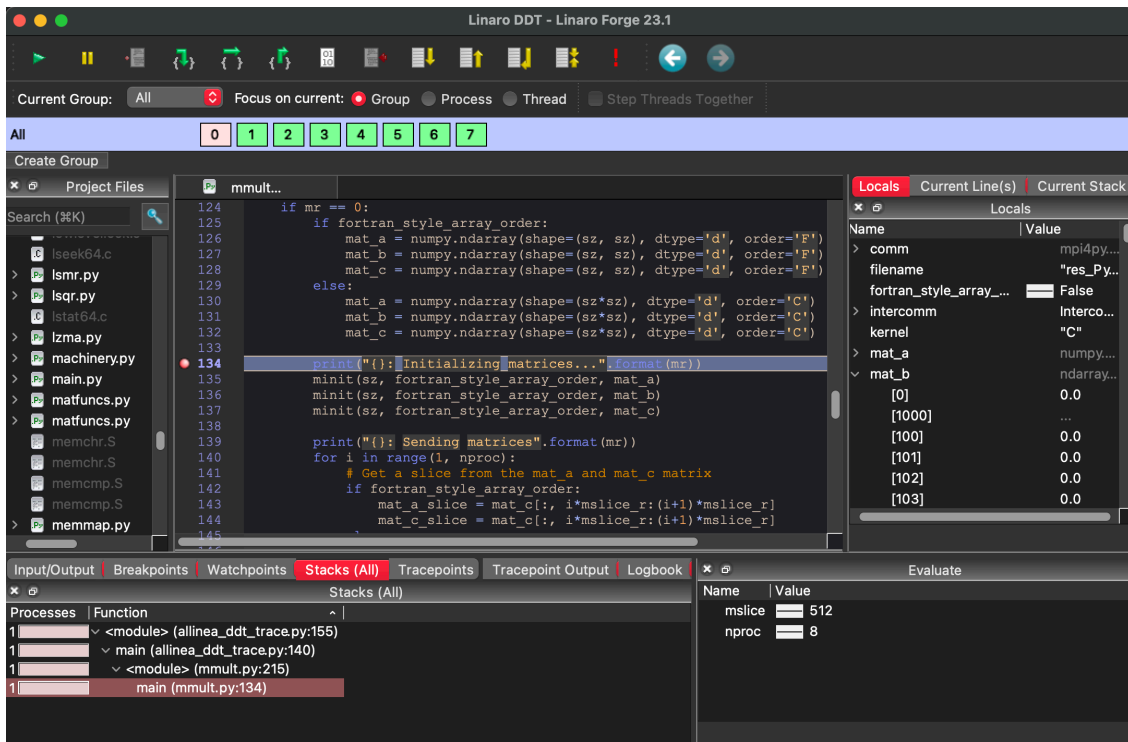 Linaro DDT - Linaro Forge 23.1
01
10
Current Group: All Focus on current: Group Process Thread Step Threads Together
All 0 1 2 3 4 5 6 7
Create Group
Project Files
Search (⌘K)
lseek64.c
lsmr.py
lsqr.py
lstat64.c
lzma.py
machinery.py
main.py
matfuncs.py
matfuncs.py
memchr.S
memchr.S
memcmp.S
memcmp.S
memmap.py
mmult...
124 if mr == 0:
125 if fortran_style_array_order:
126 mat_a = numpy.ndarray(shape=(sz, sz), dtype='d', order='F')
127 mat_b = numpy.ndarray(shape=(sz, sz), dtype='d', order='F')
128 mat_c = numpy.ndarray(shape=(sz, sz), dtype='d', order='F')
129 else:
130 mat_a = numpy.ndarray(shape=(sz*sz), dtype='d', order='C')
131 mat_b = numpy.ndarray(shape=(sz*sz), dtype='d', order='C')
132 mat_c = numpy.ndarray(shape=(sz*sz), dtype='d', order='C')
133
134 print("{}: Initializing matrices...".format(mr))
135 minit(sz, fortran_style_array_order, mat_a)
136 minit(sz, fortran_style_array_order, mat_b)
137 minit(sz, fortran_style_array_order, mat_c)
138
139 print("{}: Sending matrices".format(mr))
140 for i in range(1, nproc):
141 # Get a slice from the mat_a and mat_c matrix
142 if fortran_style_array_order:
143 mat_a_slice = mat_c[:, i*mslice_r:(i+1)*mslice_r]
144 mat_c_slice = mat_c[:, i*mslice_r:(i+1)*mslice_r]
145
Locals Current Line(s) Current Stack
Locals
Name Value
comm mpi4py....
filename "res_Py...
fortran_style_array_... False
intercomm Interco...
kernel "C"
mat_a numpy....
mat_b ndarray...
[0] 0.0
[1000] ...
[100] 0.0
[101] 0.0
[102] 0.0
[103] 0.0
Input/Output Breakpoints Watchpoints Stacks (All) Tracepoints Tracepoint Output Logbook
Stacks (All)
Processes Function
1 <module> (allinea_ddt_trace.py:155)
1 main (allinea_ddt_trace.py:140)
1 <module> (mmult.py:215)
1 main (mmult.py:134)
Evaluate
Name Value
mslice 512
nproc 8